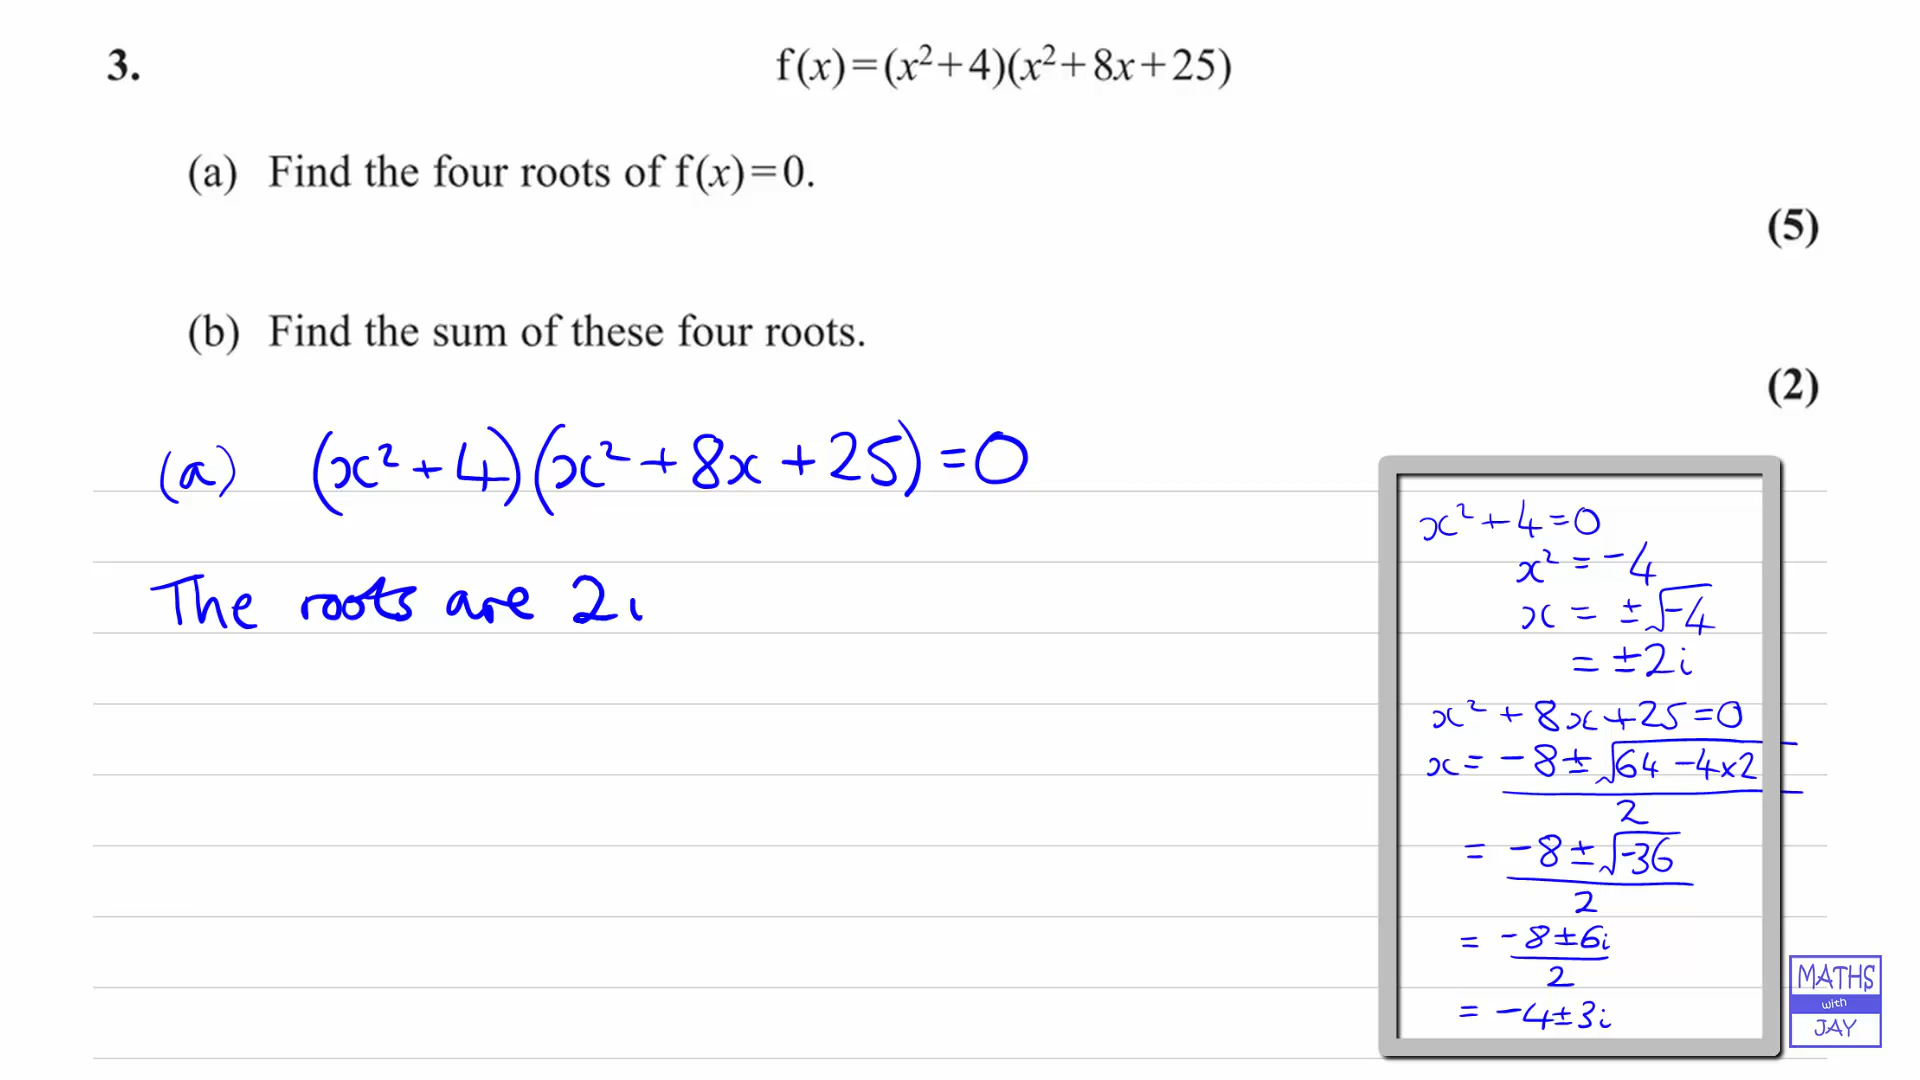 3. f(x)=(x²+4)(x²+8x+25)
(a) Find the four roots of f(x)=0.
(5)
(b) Find the sum of these four roots.
(2)
(a) (x²+4)(x²+8x+25)=0
The roots are 2i
x²+4=0
x²=-4
x=±√-4
=±2i
x²+8x+25=0
x=-8±√64-4x2
2
=-8±√-36
2
=-8±6i
2
=-4±3i
MATHS
with
JAY